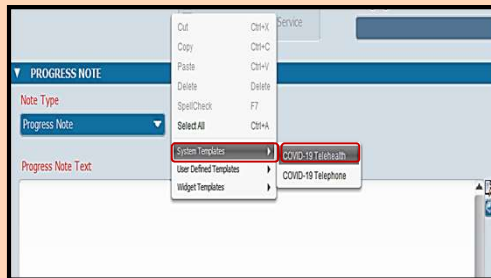 Cut Ctrl+X
Service
Copy Ctrl+C
Paste Ctrl+V
Delete Delete
SpellCheck F7
Select All Ctrl+A
System Templates
User Defined Templates
Widget Templates
COVID-19 Telehealth
COVID-19 Telephone
PROGRESS NOTE
Note Type
Progress Note
Progress Note Text